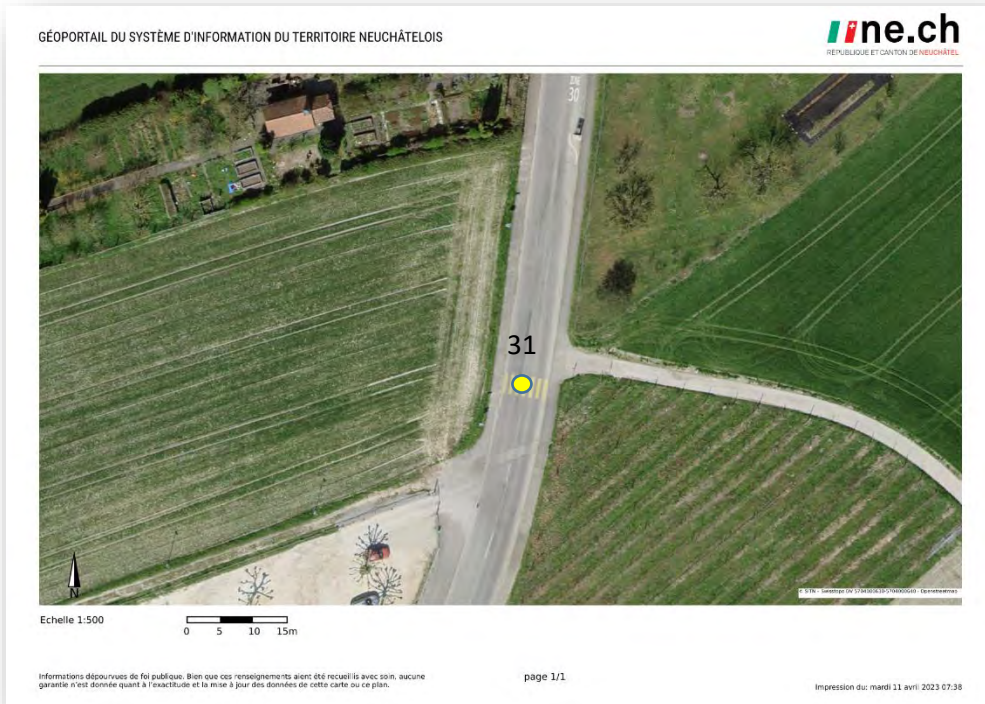 GÉOPORTAIL DU SYSTÈME D'INFORMATION DU TERRITOIRE NEUCHÂTELOIS
ne.ch
RÉPUBLIQUE ET CANTON DE NEUCHÂTEL
30
31
N
Echelle 1:500
0 5 10 15m
Informations dépourvues de foi publique. Bien que ces renseignements aient été recueillis avec soin, aucune
garantie n'est donnée quant à l'exactitude et la mise à jour des données de cette carte ou ce plan.
page 1/1
Impression du: mardi 11 avril 2023 07:38